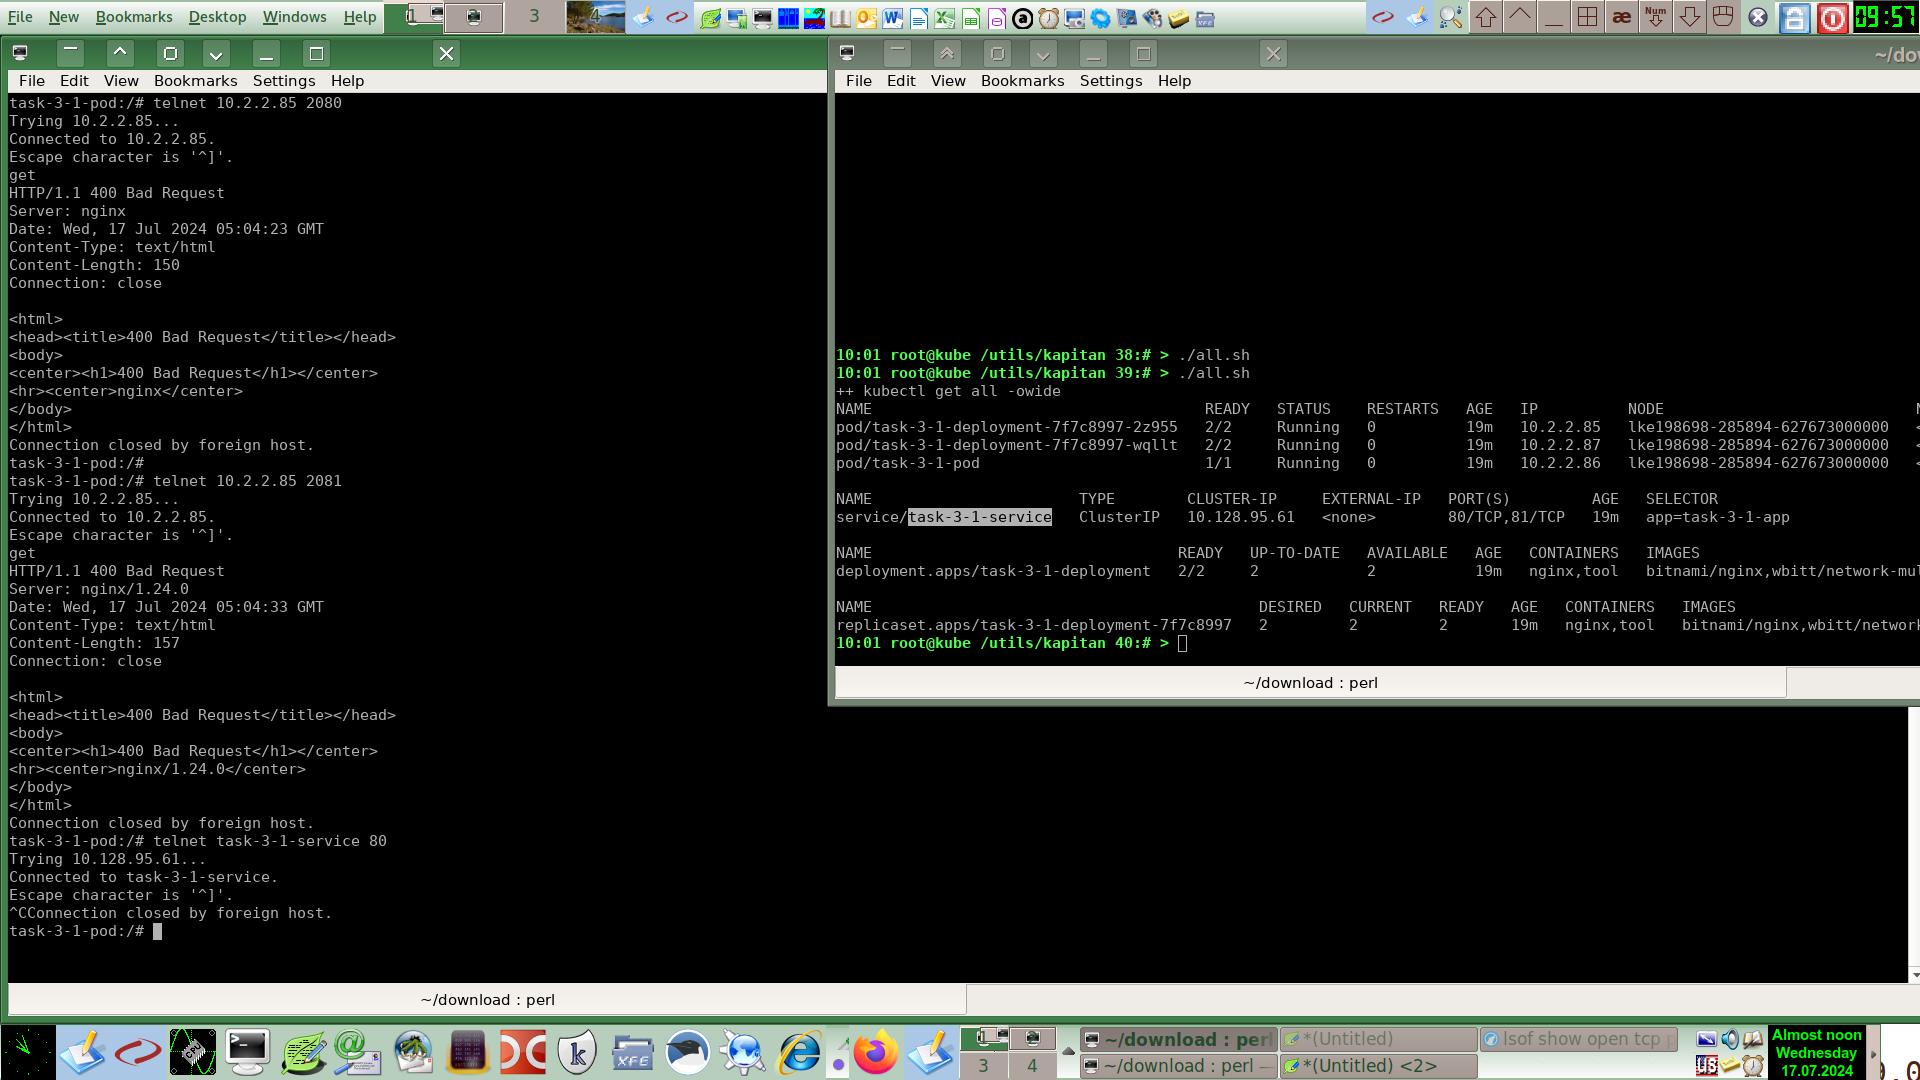 File New Bookmarks Desktop Windows Help 1 3 4 æ Num 09:57
~/do
File Edit View Bookmarks Settings Help
task-3-1-pod:/# telnet 10.2.2.85 2080
Trying 10.2.2.85...
Connected to 10.2.2.85.
Escape character is '^]'.
get
HTTP/1.1 400 Bad Request
Server: nginx
Date: Wed, 17 Jul 2024 05:04:23 GMT
Content-Type: text/html
Content-Length: 150
Connection: close
<html>
<head><title>400 Bad Request</title></head>
<body>
<center><h1>400 Bad Request</h1></center>
<hr><center>nginx</center>
</body>
</html>
Connection closed by foreign host.
task-3-1-pod:/#
task-3-1-pod:/# telnet 10.2.2.85 2081
Trying 10.2.2.85...
Connected to 10.2.2.85.
Escape character is '^]'.
get
HTTP/1.1 400 Bad Request
Server: nginx/1.24.0
Date: Wed, 17 Jul 2024 05:04:33 GMT
Content-Type: text/html
Content-Length: 157
Connection: close
<html>
<head><title>400 Bad Request</title></head>
<body>
<center><h1>400 Bad Request</h1></center>
<hr><center>nginx/1.24.0</center>
</body>
</html>
Connection closed by foreign host.
task-3-1-pod:/# telnet task-3-1-service 80
Trying 10.128.95.61...
Connected to task-3-1-service.
Escape character is '^]'.
^CConnection closed by foreign host.
task-3-1-pod:/#
~/download : perl
File Edit View Bookmarks Settings Help
10:01 root@kube /utils/kapitan 38:# > ./all.sh
10:01 root@kube /utils/kapitan 39:# > ./all.sh
++ kubectl get all -owide
NAME READY STATUS RESTARTS AGE IP NODE
pod/task-3-1-deployment-7f7c8997-2z955 2/2 Running 0 19m 10.2.2.85 lke198698-285894-627673000000 <
pod/task-3-1-deployment-7f7c8997-wqllt 2/2 Running 0 19m 10.2.2.87 lke198698-285894-627673000000 <
pod/task-3-1-pod 1/1 Running 0 19m 10.2.2.86 lke198698-285894-627673000000 <
NAME TYPE CLUSTER-IP EXTERNAL-IP PORT(S) AGE SELECTOR
service/task-3-1-service ClusterIP 10.128.95.61 <none> 80/TCP,81/TCP 19m app=task-3-1-app
NAME READY UP-TO-DATE AVAILABLE AGE CONTAINERS IMAGES
deployment.apps/task-3-1-deployment 2/2 2 2 19m nginx,tool bitnami/nginx,wbitt/network-mul
NAME DESIRED CURRENT READY AGE CONTAINERS IMAGES
replicaset.apps/task-3-1-deployment-7f7c8997 2 2 2 19m nginx,tool bitnami/nginx,wbitt/network
10:01 root@kube /utils/kapitan 40:# >
~/download : perl
CPU XFE 3 4
~/download : perl *(Untitled) lsof show open tcp p
~/download : perl *(Untitled) <2>
US
Almost noon
Wednesday
17.07.2024